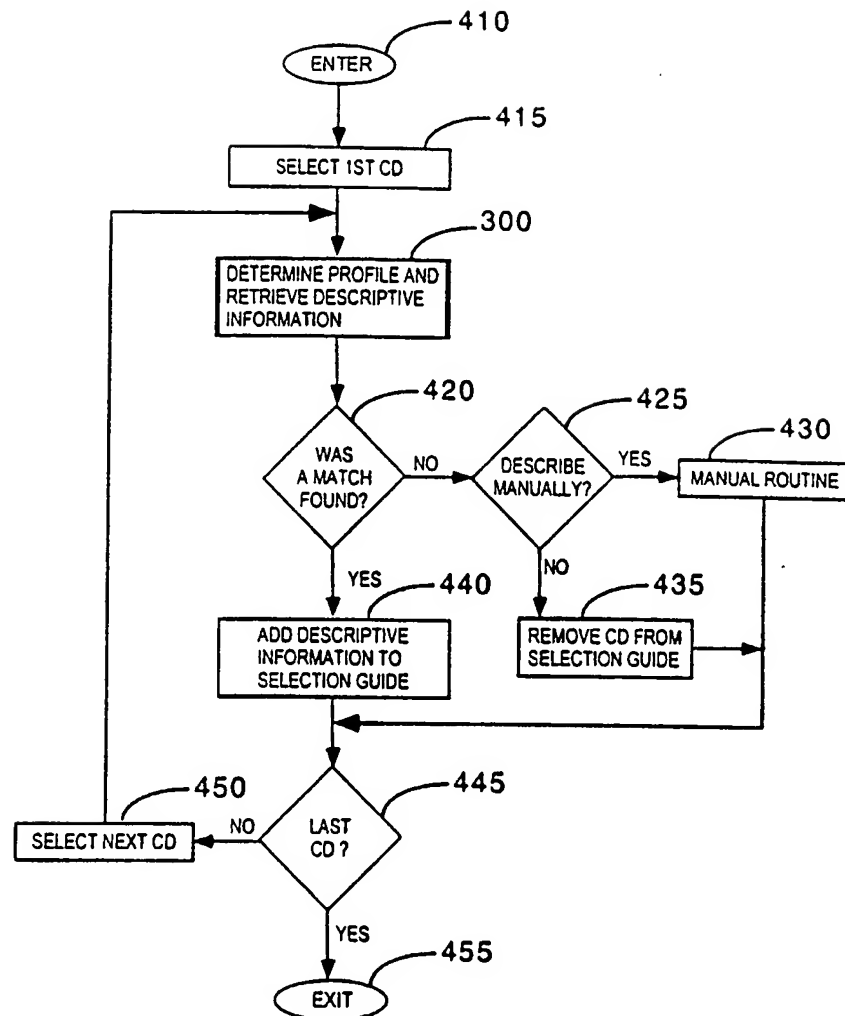 410
ENTER
415
SELECT 1ST CD
300
DETERMINE PROFILE AND
RETRIEVE DESCRIPTIVE
INFORMATION
420
WAS
A MATCH
FOUND?
NO
425
DESCRIBE
MANUALLY?
YES
430
MANUAL ROUTINE
YES
NO
440
ADD DESCRIPTIVE
INFORMATION TO
SELECTION GUIDE
435
REMOVE CD FROM
SELECTION GUIDE
445
LAST
CD ?
NO
450
SELECT NEXT CD
YES
455
EXIT